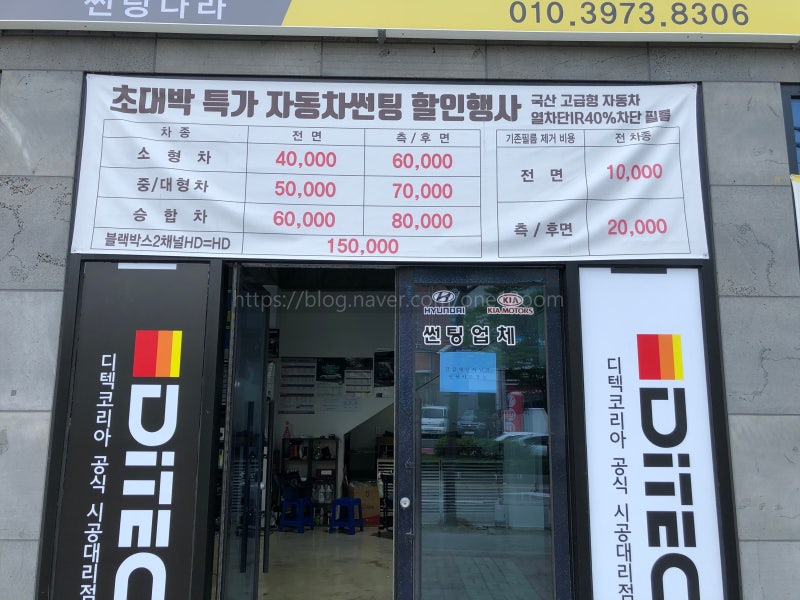 썬팅나라
010.3973.8306
초대박 특가 자동차썬팅 할인행사
국산 고급형 자동차
열차단IR40%차단 필름
차 종 전 면 측 / 후 면
소 형 차 40,000 60,000
중/대형차 50,000 70,000
승 합 차 60,000 80,000
블랙박스2채널HD=HD 150,000
기존필름 제거 비용 전 차종
전 면 10,000
측 / 후면 20,000
HYUNDAI
KIA
KIA MOTORS
썬팅업체
DiTEC
디텍코리아 공식 시공대리점
DiTEC
디텍코리아 공식 시공대리점